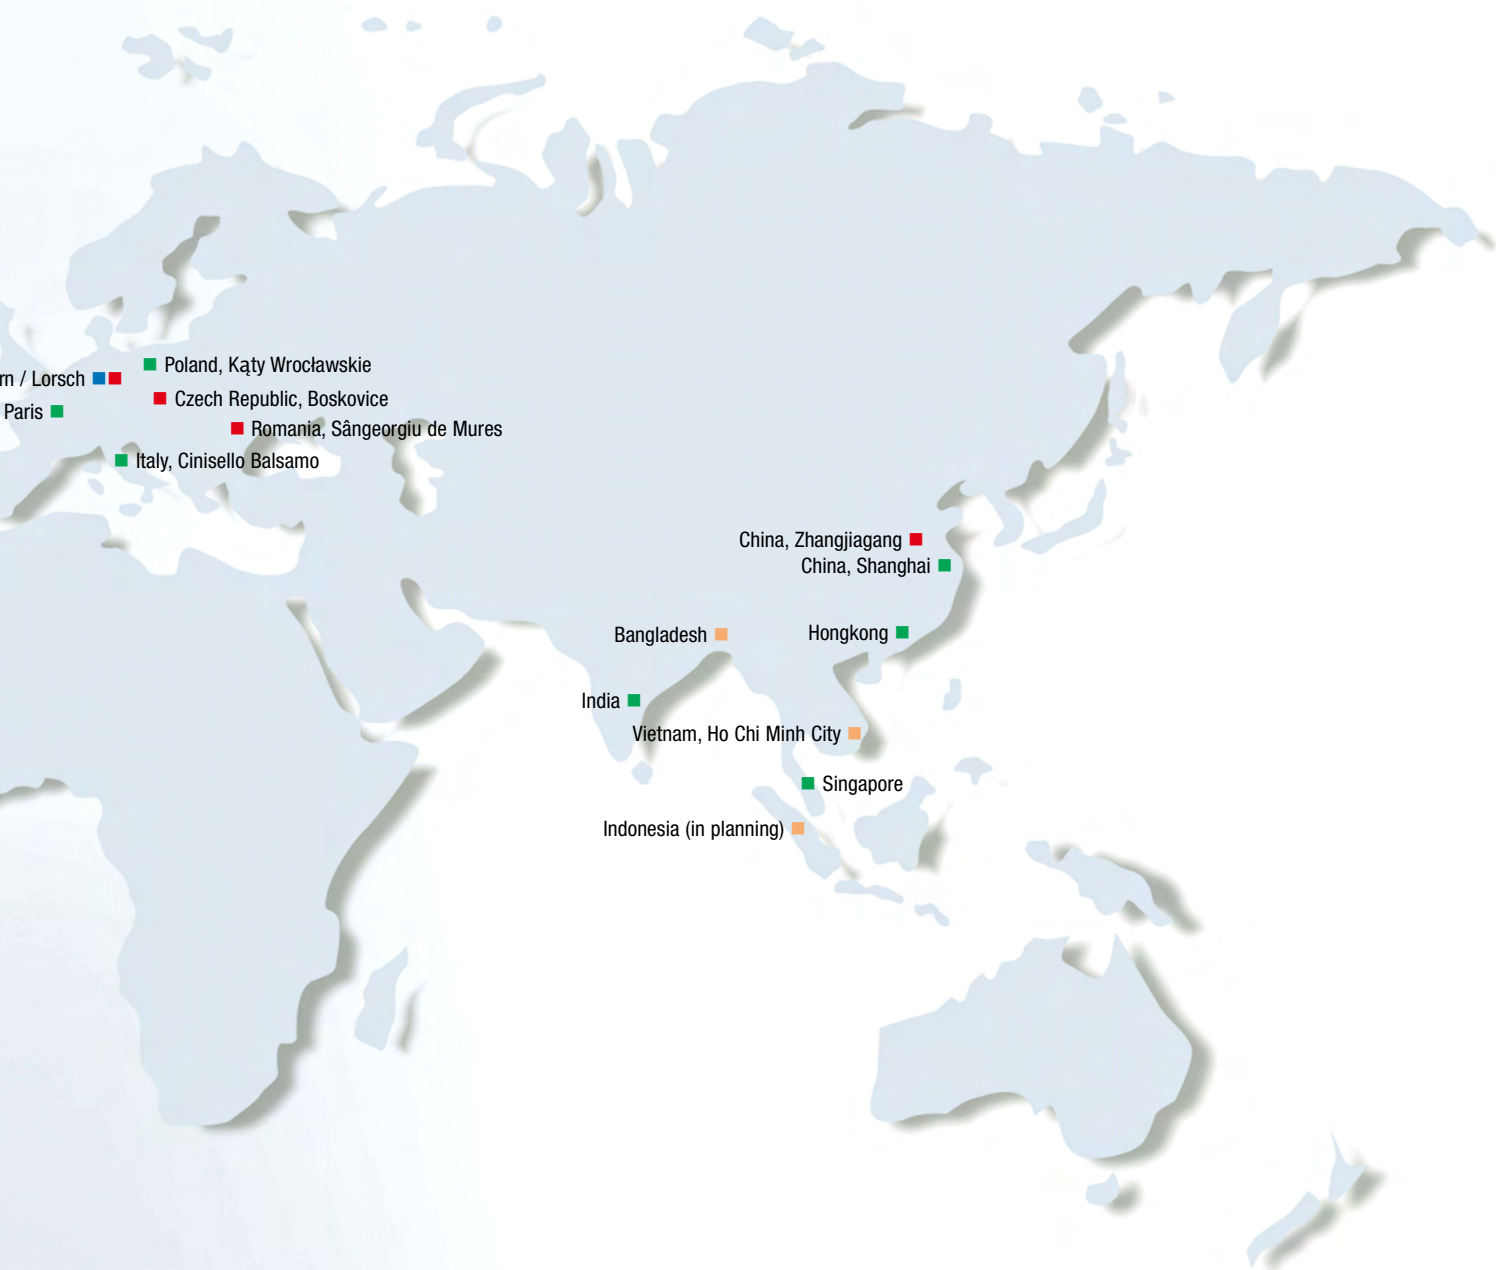 Poland, Kąty Wrocławskie
rn / Lorsch
Czech Republic, Boskovice
Paris
Romania, Sângeorgiu de Mures
Italy, Cinisello Balsamo
China, Zhangjiagang
China, Shanghai
Bangladesh
Hongkong
India
Vietnam, Ho Chi Minh City
Singapore
Indonesia (in planning)